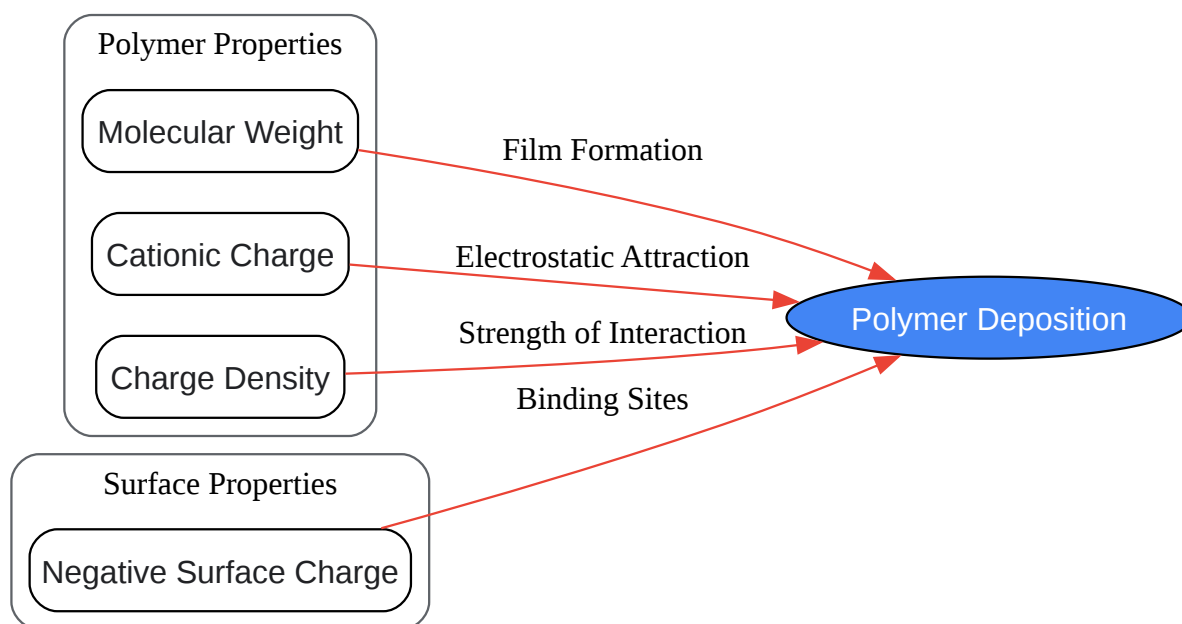 Polymer Properties
Molecular Weight
Film Formation
Cationic Charge
Electrostatic Attraction
Polymer Deposition
Strength of Interaction
Charge Density
Binding Sites
Surface Properties
Negative Surface Charge